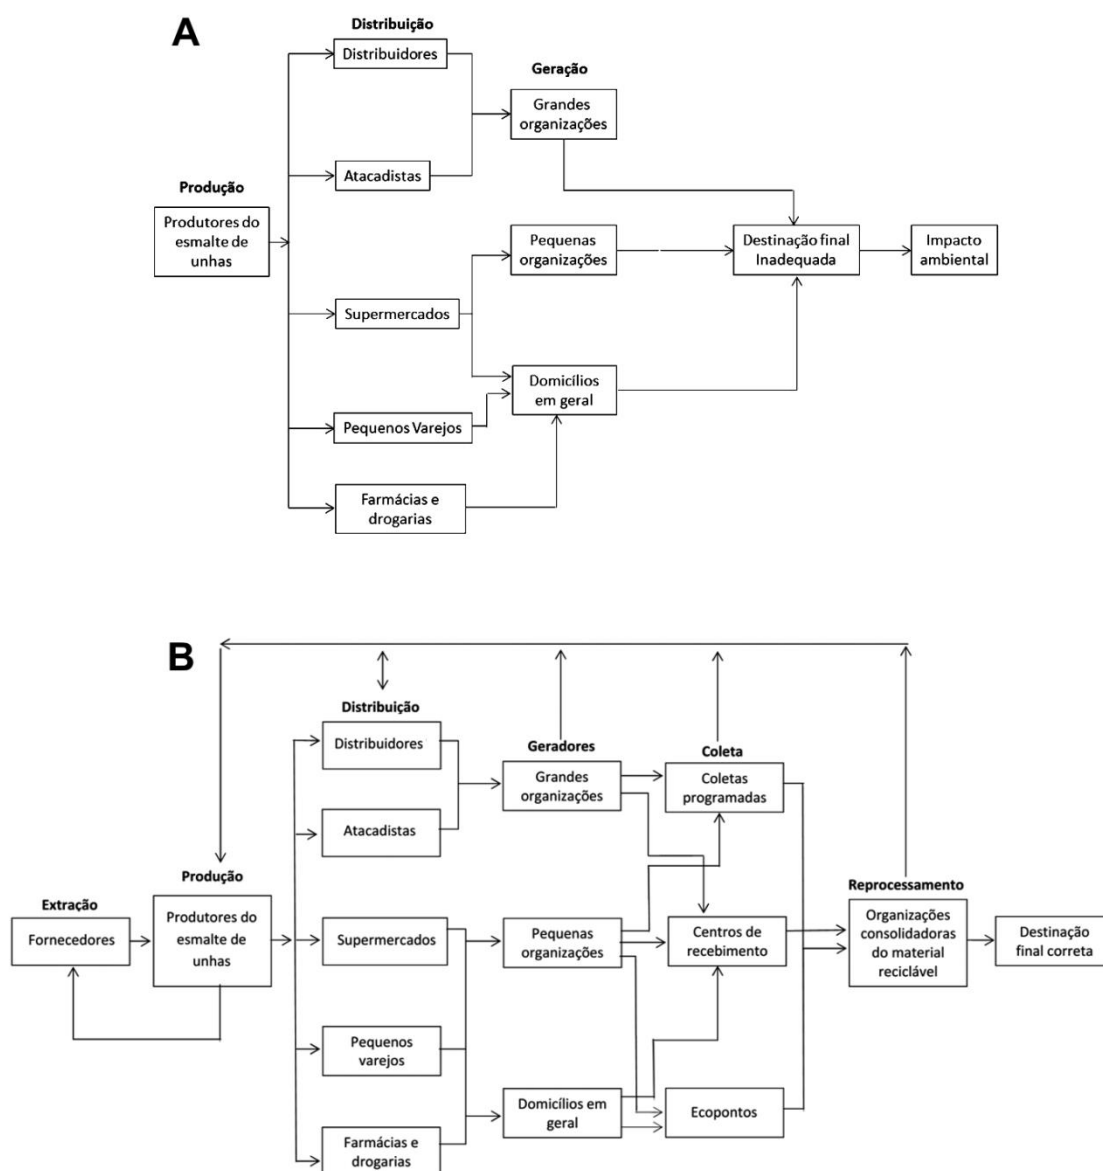 A
Distribuição
Distribuidores
Geração
Grandes
organizações
Atacadistas
Produção
Produtores do
esmalte de
unhas
Pequenas
organizações
Destinação final
Inadequada
Impacto
ambiental
Supermercados
Domicílios
em geral
Pequenos Varejos
Farmácias e
drogarias
B
Distribuição
Distribuidores
Geradores
Grandes
organizações
Coleta
Coletas
programadas
Atacadistas
Produção
Produtores do
esmalte de
unhas
Extração
Fornecedores
Supermercados
Pequenas
organizações
Centros de
recebimento
Reprocessamento
Organizações
consolidadoras
do material
reciclável
Destinação
final correta
Pequenos
varejos
Domicílios em
geral
Ecopontos
Farmácias e
drogarias